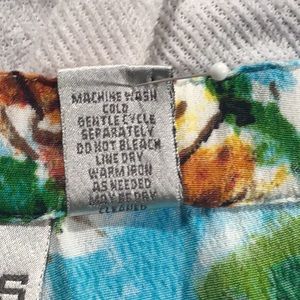 MACHINE WASH
COLD
GENTLE CYCLE
SEPARATELY
DO NOT BLEACH
LINE DRY
WARM IRON
AS NEEDED
MAY BE DRY
CLEANED
S